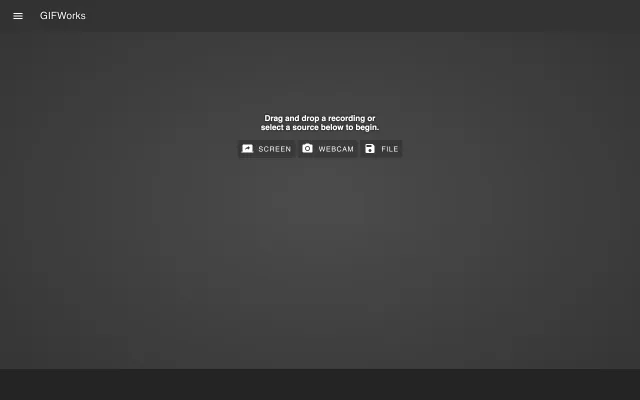 GIFWorks
Drag and drop a recording or
select a source below to begin.
SCREEN WEBCAM FILE